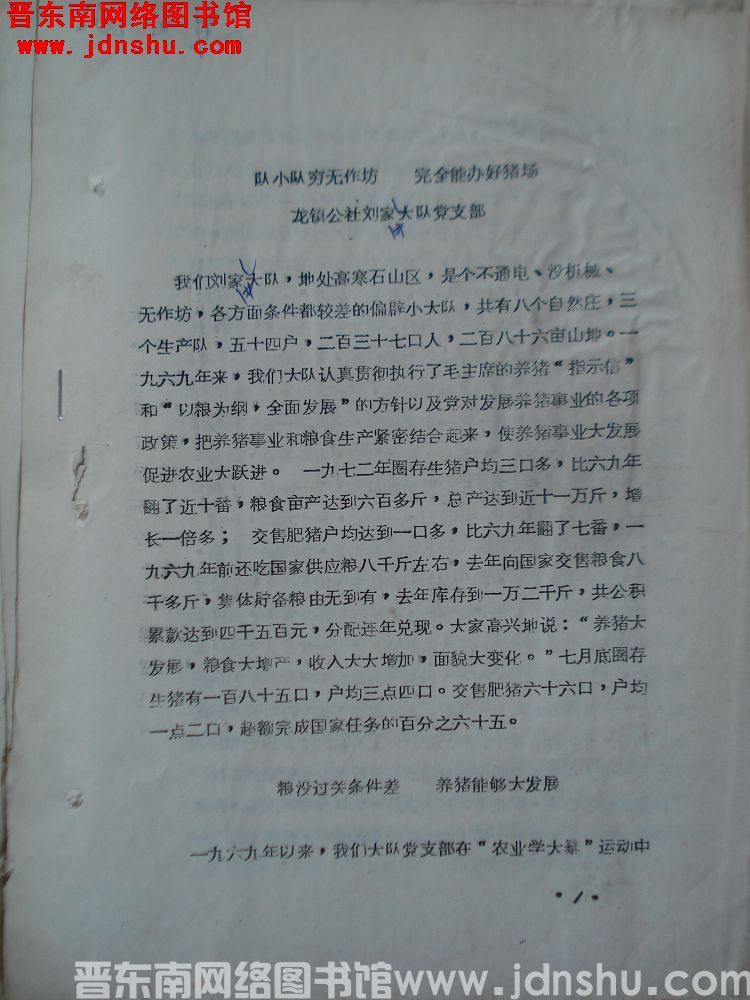 晋东南网络图书馆
www.jdnshu.com
队小队穷无作坊 完全能办好猪场
龙镇公社刘家大队党支部
井
我们刘家大队，地处高寒石山区，是个不通电、没机械、
井
无作坊，各方面条件都较差的偏辟小大队，共有八个自然庄，三
个生产队，五十四户，二百三十七口人，二百八十六亩山地。一
九六九年来，我们大队认真贯彻执行了毛主席的养猪“指示信”
和“以粮为纲，全面发展”的方针以及党对发展养猪事业的各项
政策，把养猪事业和粮食生产紧密结合起来，使养猪事业大发展
促进农业大跃进。 一九七二年圈存生猪户均三口多，比六九年
翻了近十番，粮食亩产达到六百多斤，总产达到近十一万斤，增
长一倍多； 交售肥猪户均达到一口多，比六九年翻了七番，一
九六九年前还吃国家供应粮八千斤左右，去年向国家交售粮食八
千多斤，集体贮备粮由无到有，去年库存到一万二千斤，共公积
累款达到四千五百元，分配连年兑现。大家高兴地说：“养猪大
发展，粮食大增产，收入大大增加，面貌大变化。”七月底圈存
生猪有一百八十五口，户均三点四口。交售肥猪六十六口，户均
一点二口，超额完成国家任务的百分之六十五。
粮没过关条件差 养猪能够大发展
一九六九年以来，我们大队党支部在“农业学大寨”运动中
·1·
晋东南网络图书馆www.jdnshu.com